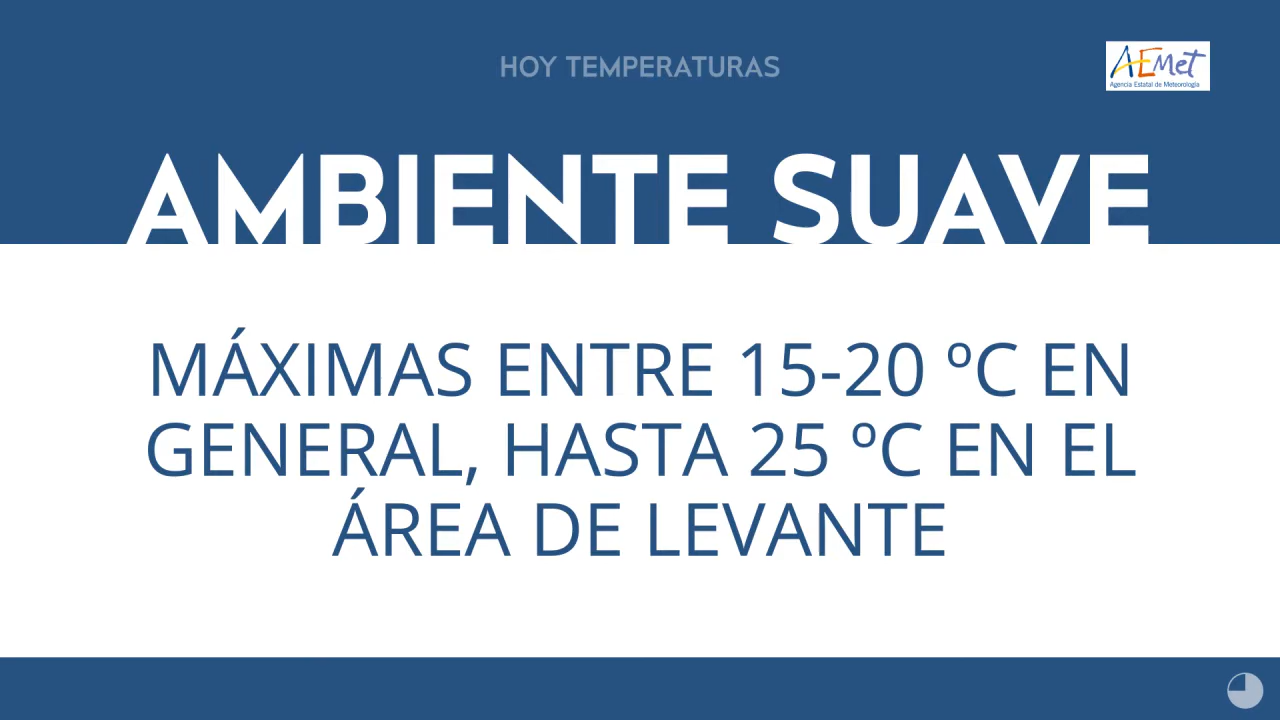 HOY TEMPERATURAS
AEMet
Agencia Estatal de Meteorología
AMBIENTE SUAVE
MÁXIMAS ENTRE 15-20 ºC EN
GENERAL, HASTA 25 ºC EN EL
ÁREA DE LEVANTE